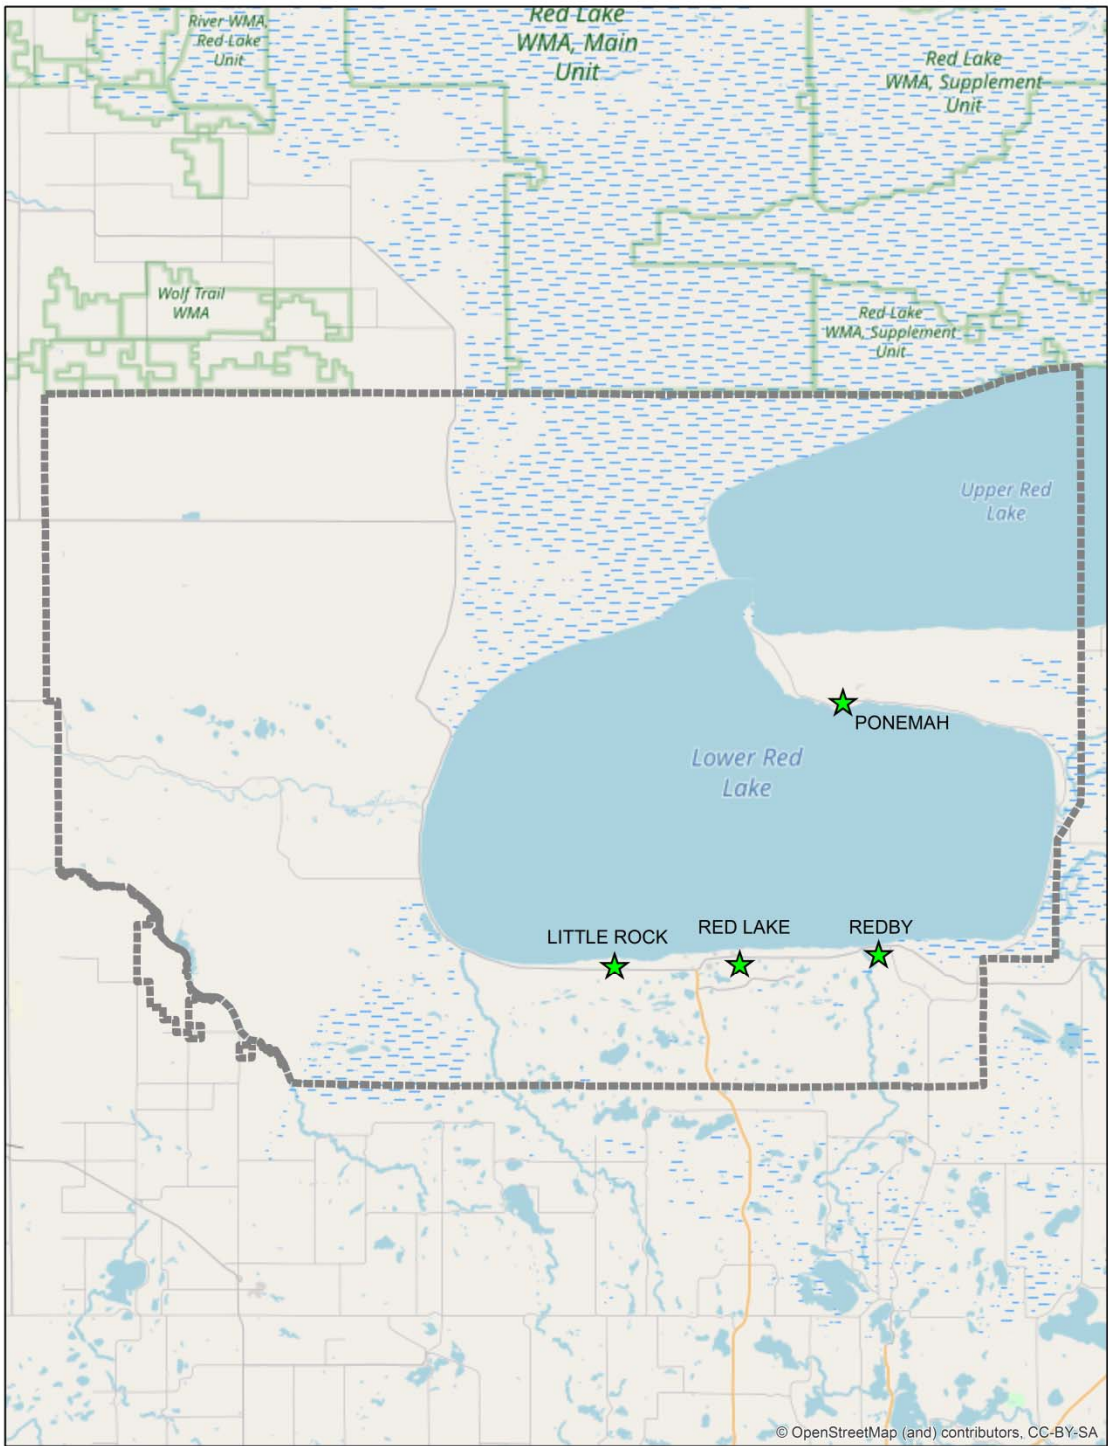 River WMA,
Red Lake
Unit
Red Lake
WMA, Main
Unit
Red Lake
WMA, Supplement
Unit
Wolf Trail
WMA
Red Lake
WMA, Supplement
Unit
Upper Red
Lake
PONEMAH
Lower Red
Lake
LITTLE ROCK
RED LAKE
REDBY
© OpenStreetMap (and) contributors, CC-BY-SA